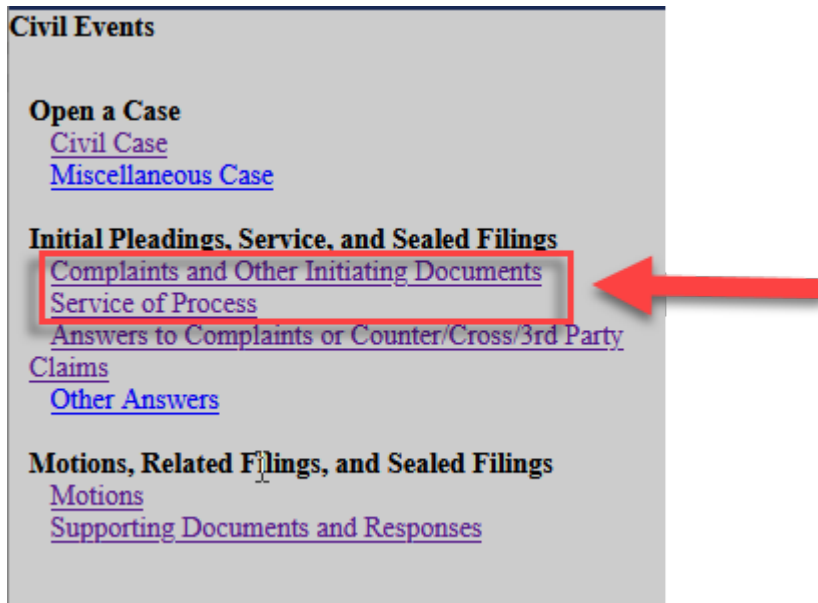 Civil Events
Open a Case
Civil Case
Miscellaneous Case
Initial Pleadings, Service, and Sealed Filings
Complaints and Other Initiating Documents
Service of Process
Answers to Complaints or Counter/Cross/3rd Party
Claims
Other Answers
Motions, Related Filings, and Sealed Filings
Motions
Supporting Documents and Responses